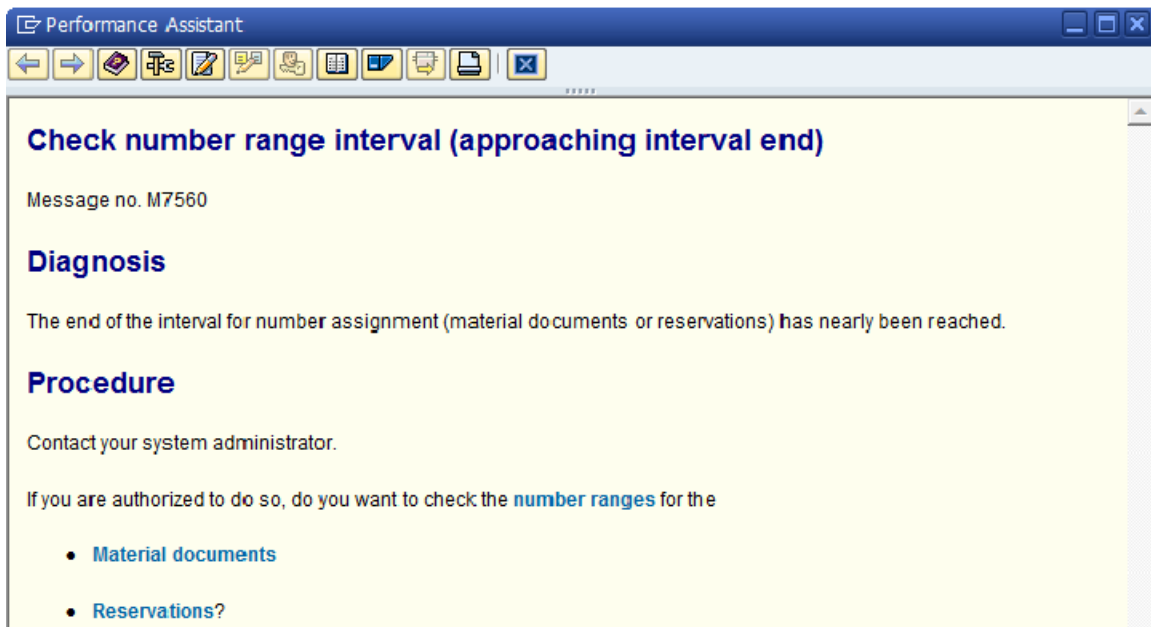 Performance Assistant
Check number range interval (approaching interval end)
Message no. M7560
Diagnosis
The end of the interval for number assignment (material documents or reservations) has nearly been reached.
Procedure
Contact your system administrator.
If you are authorized to do so, do you want to check the number ranges for the
• Material documents
• Reservations?